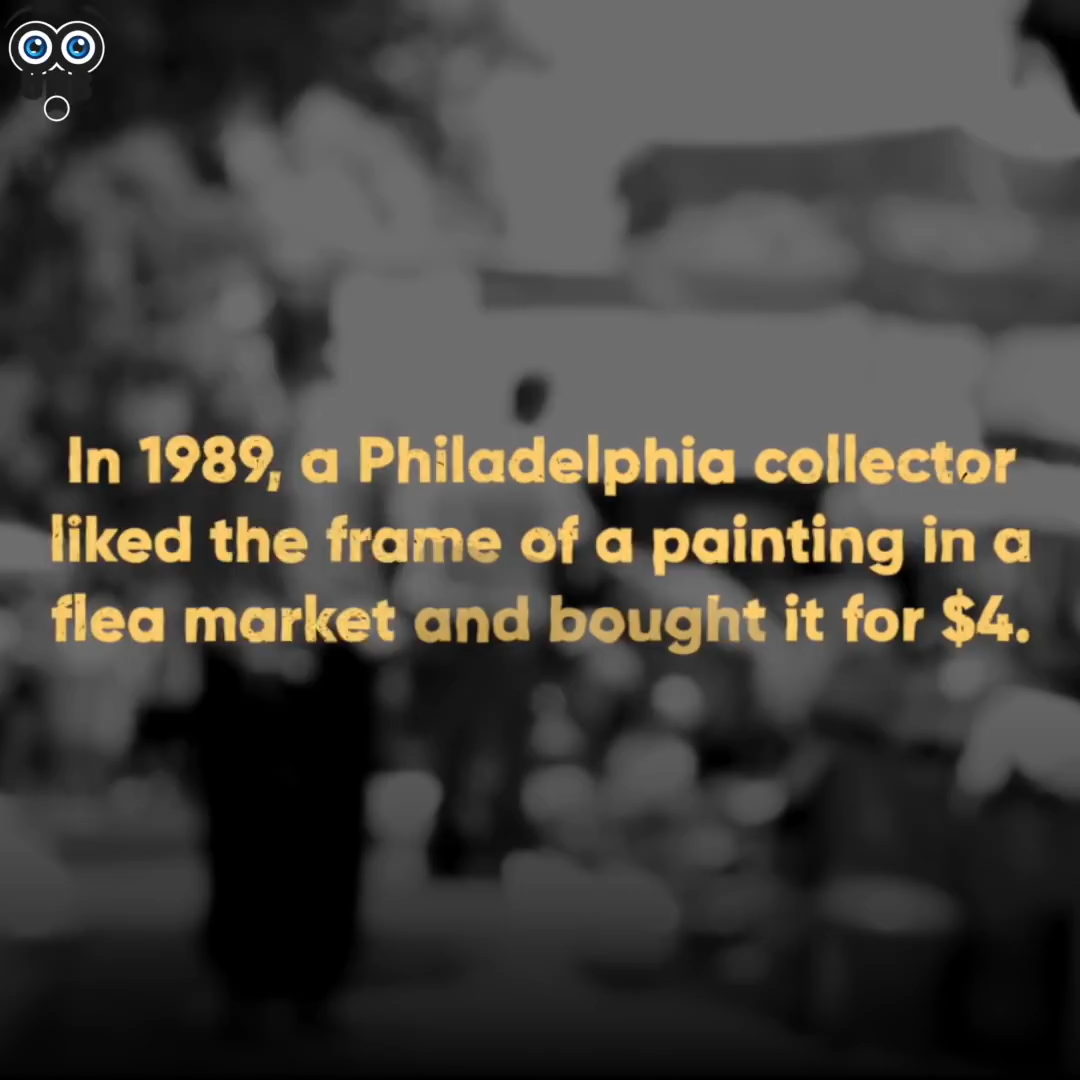 In 1989, a Philadelphia collector
liked the frame of a painting in a
flea market and bought it for $4.